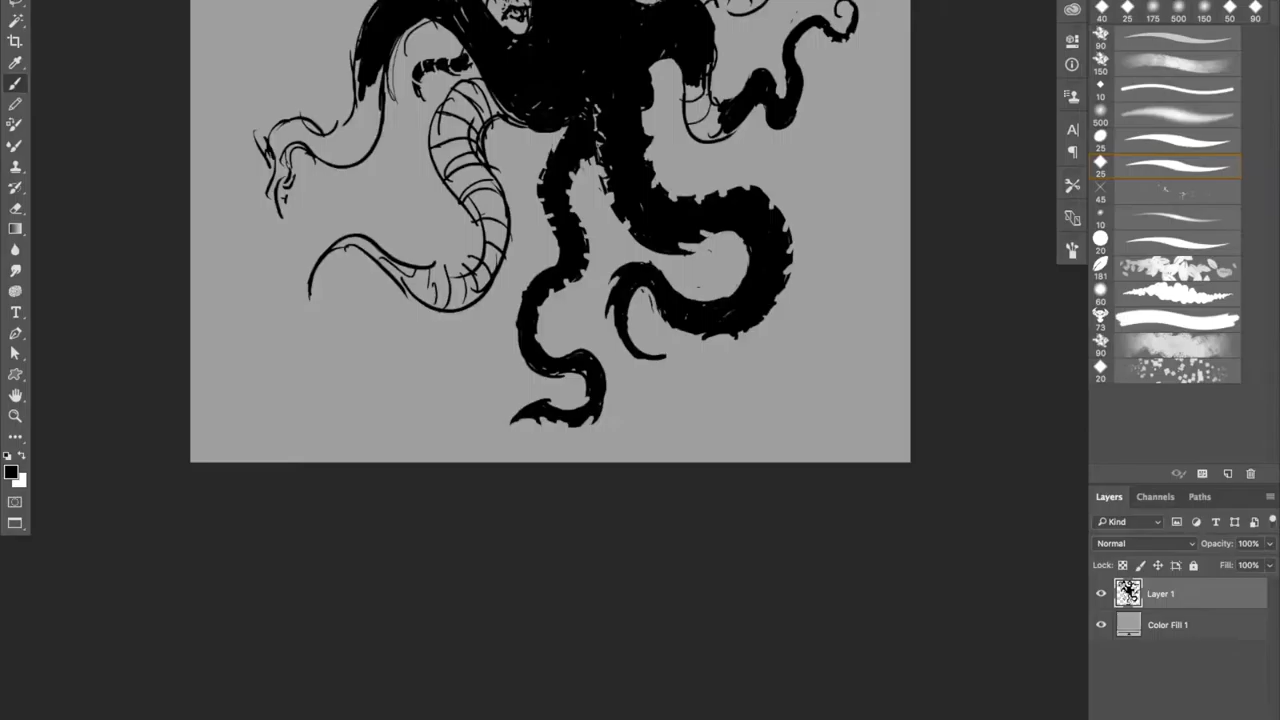 40 25 175 500 150 50 90
90
150
10
500
25
25
45
10
20
181
60
73
90
20
Layers Channels Paths
Kind
Normal Opacity: 100%
Lock: Fill: 100%
Layer 1
Color Fill 1